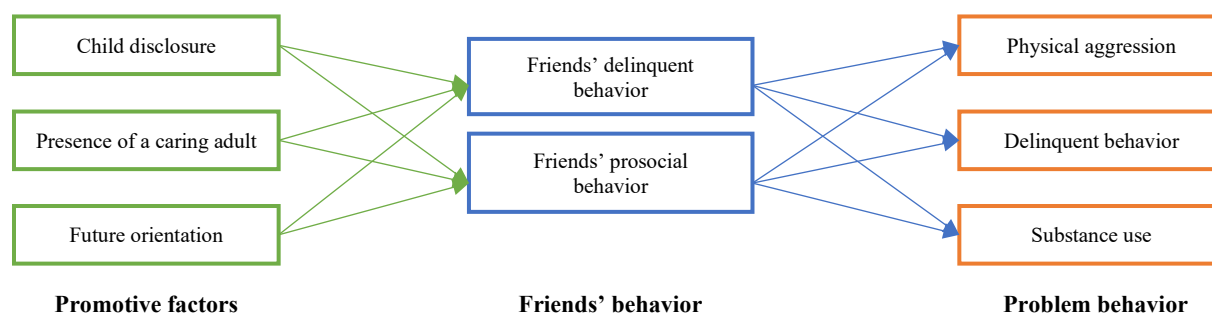 Child disclosure
Presence of a caring adult
Future orientation
Promotive factors
Friends’ delinquent
behavior
Friends’ prosocial
behavior
Friends’ behavior
Physical aggression
Delinquent behavior
Substance use
Problem behavior